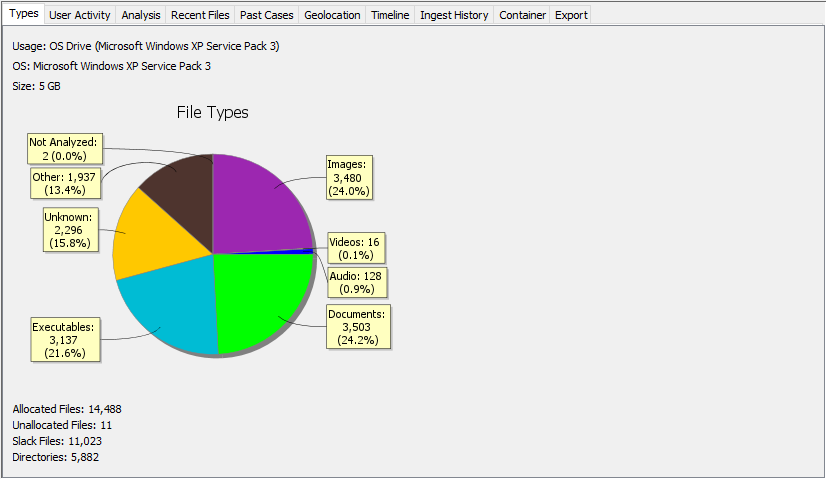 Types User Activity Analysis Recent Files Past Cases Geolocation Timeline Ingest History Container Export
Usage: OS Drive (Microsoft Windows XP Service Pack 3)
OS: Microsoft Windows XP Service Pack 3
Size: 5 GB
File Types
Not Analyzed:
2 (0.0%)
Other: 1,937
(13.4%)
Unknown:
2,296
(15.8%)
Executables:
3,137
(21.6%)
Images:
3,480
(24.0%)
Videos: 16
(0.1%)
Audio: 128
(0.9%)
Documents:
3,503
(24.2%)
Allocated Files: 14,488
Unallocated Files: 11
Slack Files: 11,023
Directories: 5,882